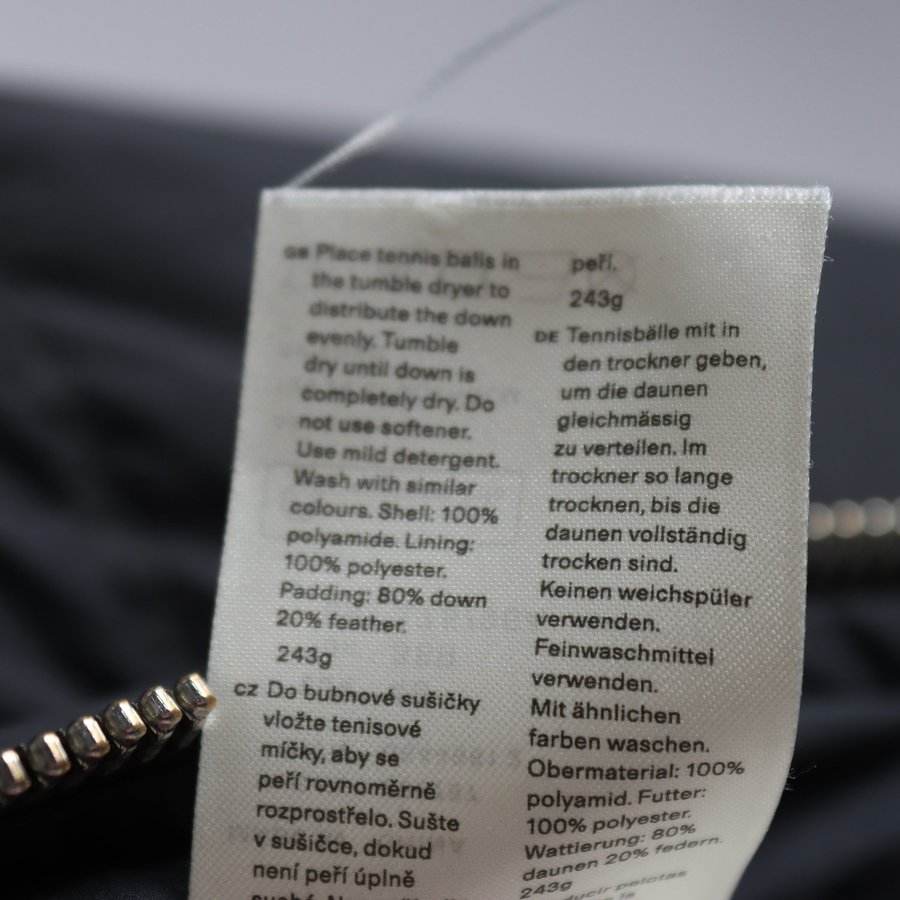 GB Place tennis balls in
the tumble dryer to
distribute the down
evenly. Tumble
dry until down is
completely dry. Do
not use softener.
Use mild detergent.
Wash with similar
colours. Shell: 100%
polyamide. Lining:
100% polyester.
Padding: 80% down
20% feather.
243g
CZ Do bubnové sušičky
vložte tenisové
míčky, aby se
peří rovnoměrně
rozprostřelo. Sušte
v sušičce, dokud
není peří úplně
peří.
243g
DE Tennisbälle mit in
den trockner geben,
um die daunen
gleichmässig
zu verteilen. Im
trockner so lange
trocknen, bis die
daunen vollständig
trocken sind.
Keinen weichspüler
verwenden.
Feinwaschmittel
verwenden.
Mit ähnlichen
farben waschen.
Obermaterial: 100%
polyamid. Futter:
100% polyester.
Wattierung: 80%
daunen 20% federn.
243g
pelotas